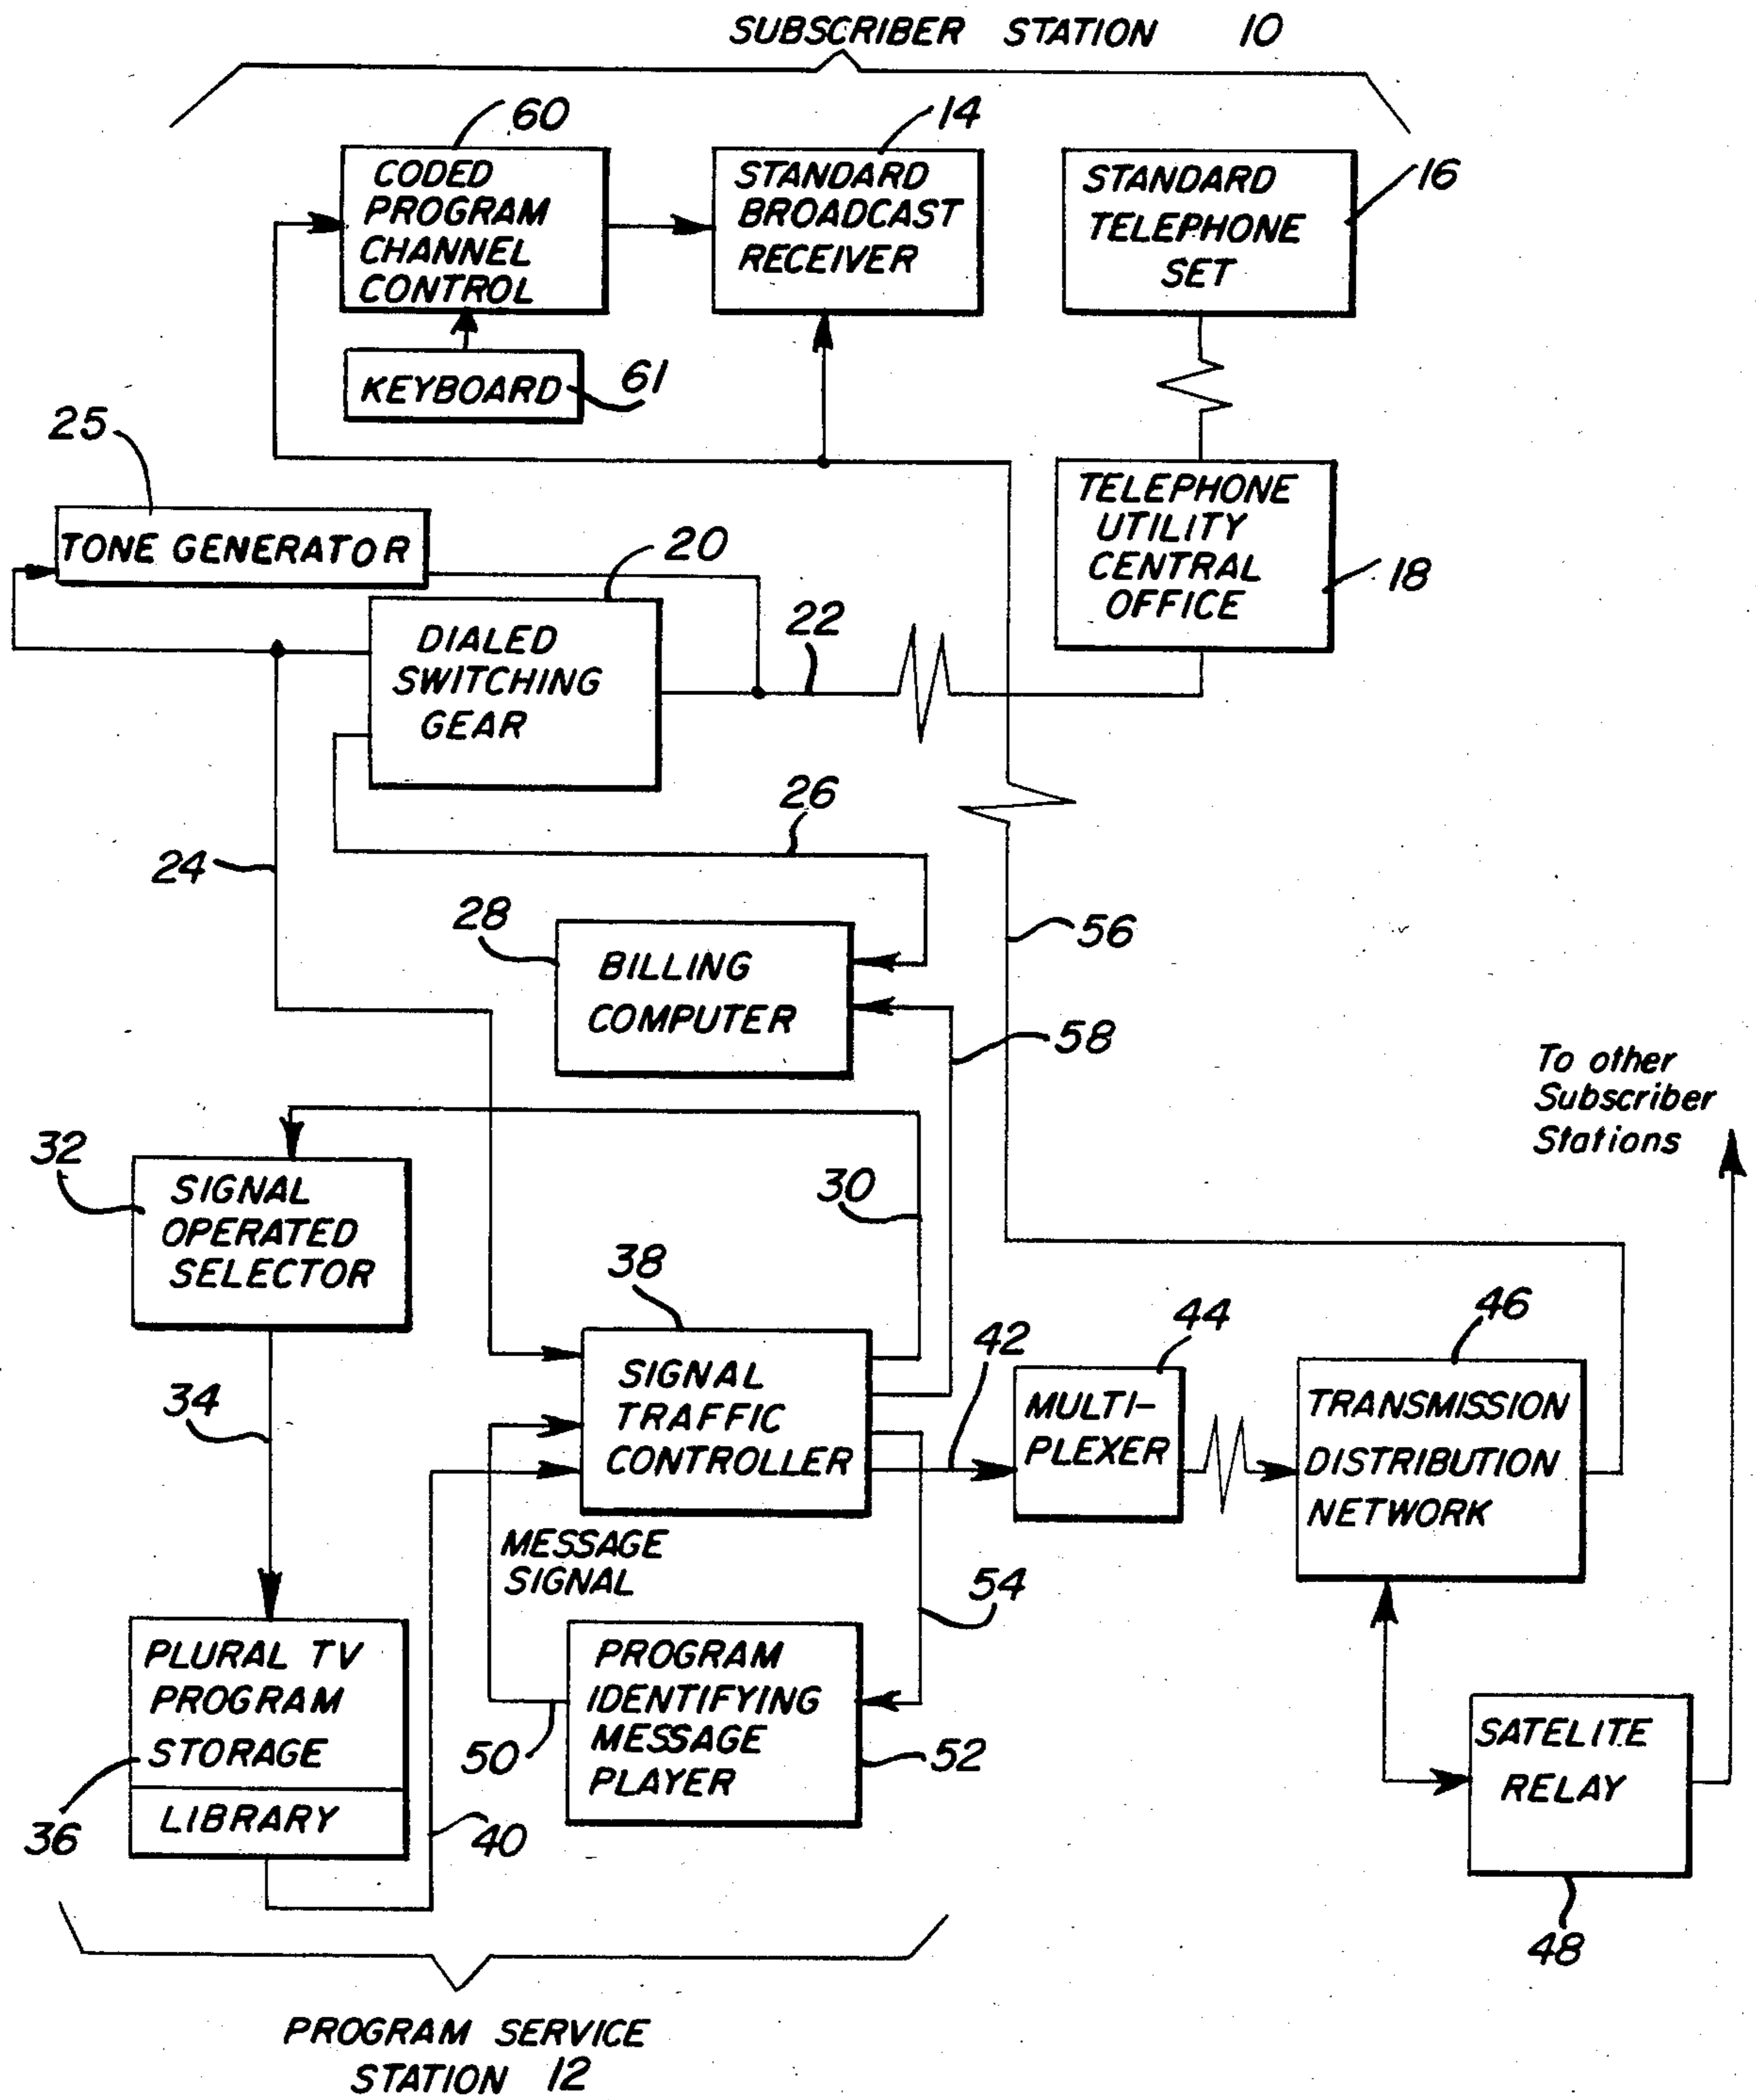 SUBSCRIBER STATION 10
60
CODED
PROGRAM
CHANNEL
CONTROL
14
STANDARD
BROADCAST
RECEIVER
16
STANDARD
TELEPHONE
SET
KEYBOARD
61
25
TONE GENERATOR
20
DIALED
SWITCHING
GEAR
22
TELEPHONE
UTILITY
CENTRAL
OFFICE
18
26
24
28
BILLING
COMPUTER
56
58
To other
Subscriber
Stations
32
SIGNAL
OPERATED
SELECTOR
30
38
SIGNAL
TRAFFIC
CONTROLLER
42
44
MULTI-
PLEXER
46
TRANSMISSION
DISTRIBUTION
NETWORK
34
MESSAGE
SIGNAL
54
PLURAL TV
PROGRAM
STORAGE
LIBRARY
36
40
50
PROGRAM
IDENTIFYING
MESSAGE
PLAYER
52
SATELITE
RELAY
48
PROGRAM SERVICE
STATION 12